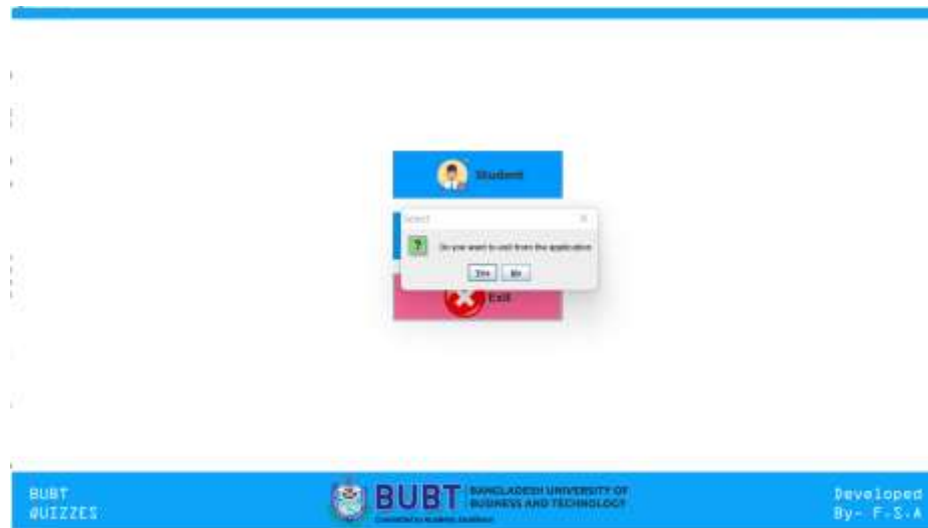 Student
Select
?
Do you want to exit from the application
Yes No
Exit
BUBT
QUIZZES
BUBT
BANGLADESH UNIVERSITY OF
BUSINESS AND TECHNOLOGY
Developed
By- F.S.A